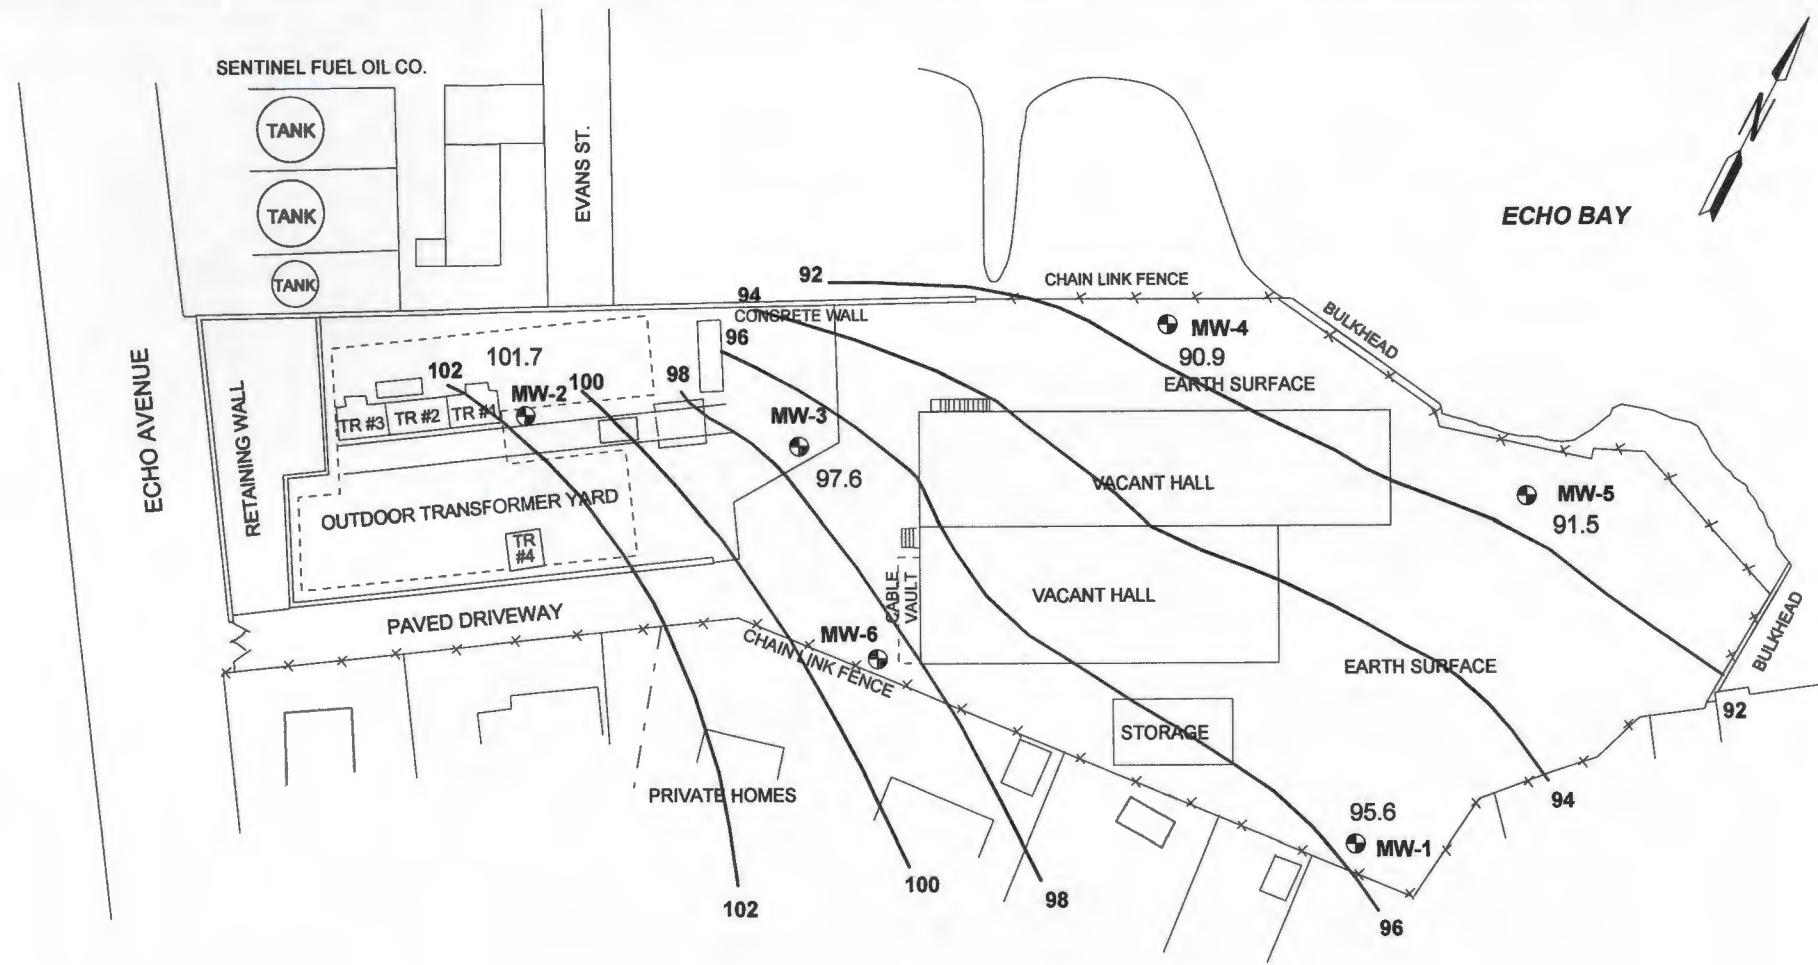 SENTINEL FUEL OIL CO.
TANK
TANK
TANK
EVANS ST.
N
ECHO BAY
92
CHAIN LINK FENCE
94
CONCRETE WALL
BULKHEAD
MW-4
90.9
EARTH SURFACE
96
101.7
102
MW-2
100
98
TR #3
TR #2
TR #1
MW-3
97.6
ECHO AVENUE
RETAINING WALL
OUTDOOR TRANSFORMER YARD
TR
#4
VACANT HALL
MW-5
91.5
CABLE
VAULT
VACANT HALL
PAVED DRIVEWAY
MW-6
CHAIN LINK FENCE
EARTH SURFACE
BULKHEAD
92
STORAGE
PRIVATE HOMES
94
95.6
MW-1
100
98
102
96